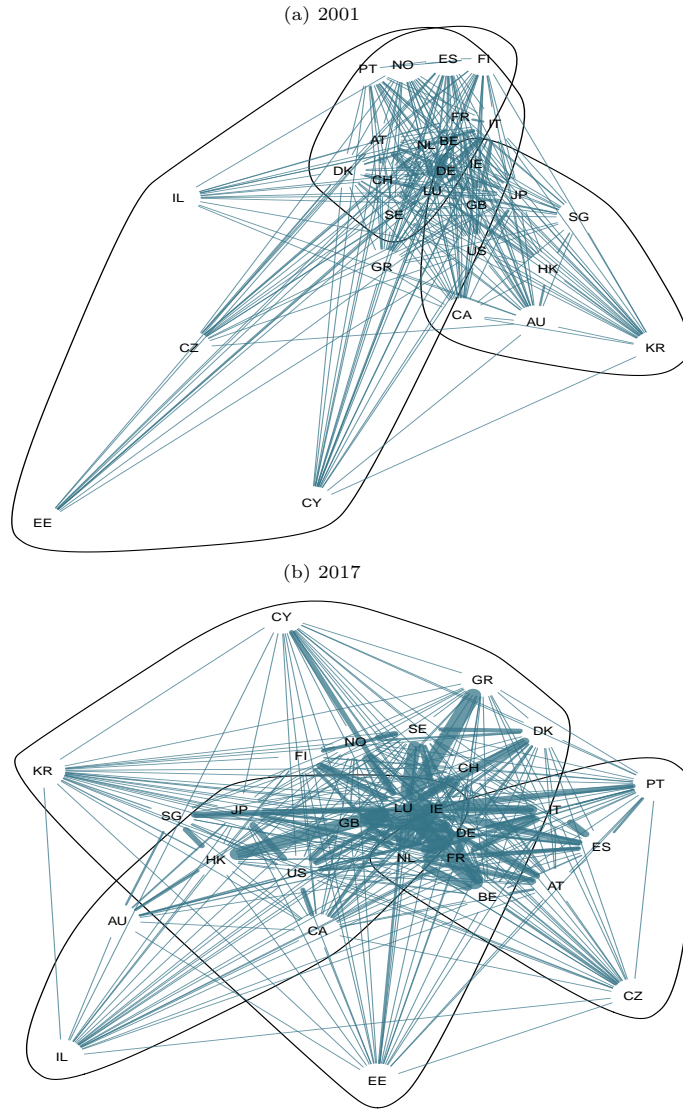 (a) 2001
PT NO ES FI
FR IT
AT NL BE
DK CH DE IE
IL LU JP
SE GB SG
US
GR HK
CA AU
CZ KR
CY
EE
(b) 2017
CY
GR
SE DK
NO
FI CH
KR PT
LU IE IT
SG JP GB
DE ES
HK NL FR
US AT
BE
AU CA
CZ
IL
EE